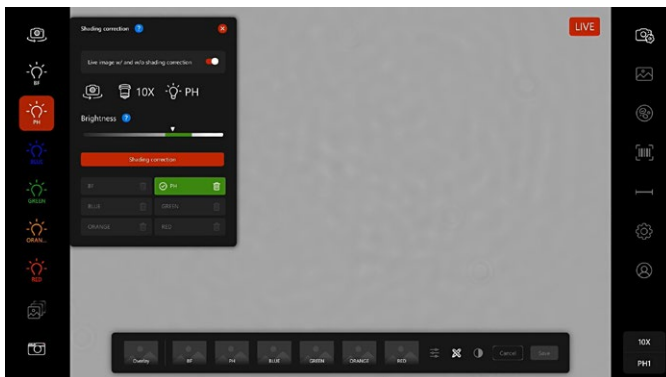 Shading correction ?
LIVE
Live image w/ and w/o shading correction
10X PH
Brightness ?
Shading correction
BF
PH
BLUE
GREEN
ORANGE
RED
BF
PH
BLUE
GREEN
ORAN...
RED
Overlay
BF
PH
BLUE
GREEN
ORANGE
RED
Cancel
Save
10X
PH1